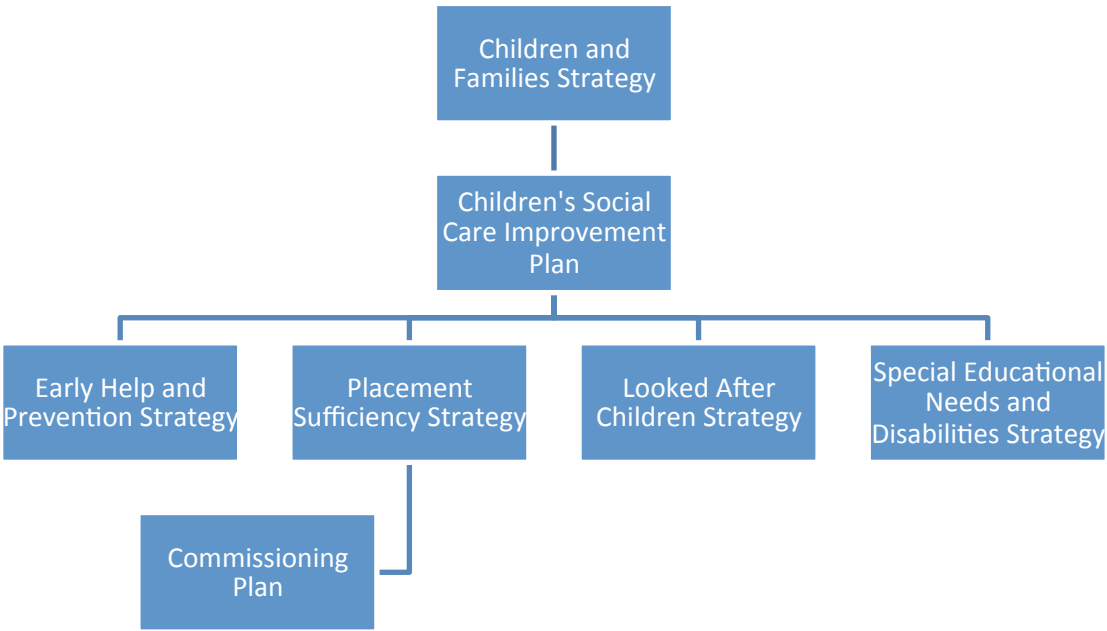 Children and
Families Strategy
Children's Social
Care Improvement
Plan
Early Help and
Prevention Strategy
Placement
Sufficiency Strategy
Looked After
Children Strategy
Special Educational
Needs and
Disabilities Strategy
Commissioning
Plan